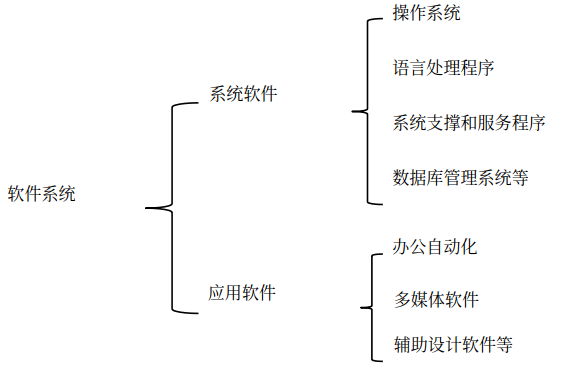 软件系统
系统软件
操作系统
语言处理程序
系统支撑和服务程序
数据库管理系统等
应用软件
办公自动化
多媒体软件
辅助设计软件等